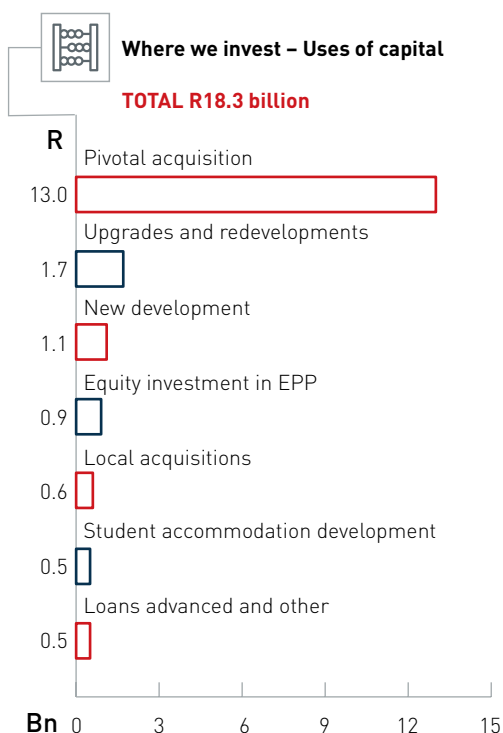 Where we invest – Uses of capital
TOTAL R18.3 billion
R
Pivotal acquisition
13.0
Upgrades and redevelopments
1.7
New development
1.1
Equity investment in EPP
0.9
Local acquisitions
0.6
Student accommodation development
0.5
Loans advanced and other
0.5
Bn 0 3 6 9 12 15